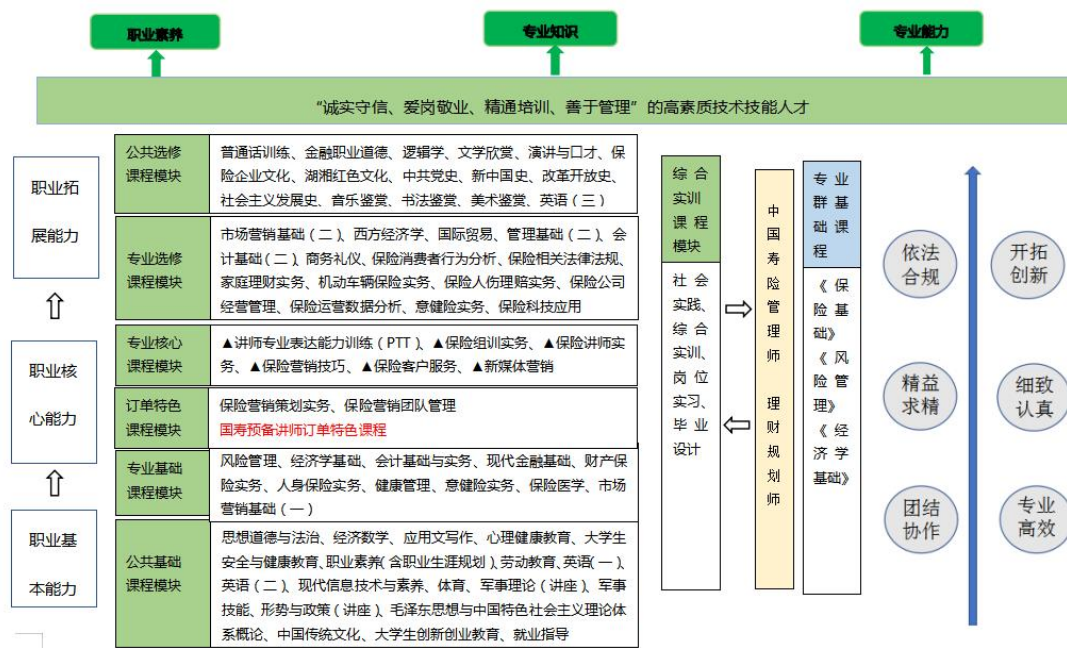 职业素养
专业知识
专业能力
“诚实守信、爱岗敬业、精通培训、善于管理”的高素质技术技能人才
职业拓
展能力
职业核
心能力
职业基
本能力
公共选修
课程模块
普通话训练、金融职业道德、逻辑学、文学欣赏、演讲与口才、保
险企业文化、湖湘红色文化、中共党史、新中国史、改革开放史、
社会主义发展史、音乐鉴赏、书法鉴赏、美术鉴赏、英语(三)
专业选修
课程模块
市场营销基础(二)、西方经济学、国际贸易、管理基础(二)、会
计基础(二)、商务礼仪、保险消费者行为分析、保险相关法律法规、
家庭理财实务、机动车辆保险实务、保险人伤理赔实务、保险公司
经营管理、保险运营数据分析、意健险实务、保险科技应用
专业核心
课程模块
▲讲师专业表达能力训练(PTT)、▲保险组训实务、▲保险讲师实
务、▲保险营销技巧、▲保险客户服务、▲新媒体营销
订单特色
课程模块
保险营销策划实务、保险营销团队管理
国寿预备讲师订单特色课程
专业基础
课程模块
风险管理、经济学基础、会计基础与实务、现代金融基础、财产保
险实务、人身保险实务、健康管理、意健险实务、保险医学、市场
营销基础(一)
公共基础
课程模块
思想道德与法治、经济数学、应用文写作、心理健康教育、大学生
安全与健康教育、职业素养(含职业生涯规划)、劳动教育、英语(一)、
英语(二)、现代信息技术与素养、体育、军事理论(讲座)、军事
技能、形势与政策(讲座)、毛泽东思想与中国特色社会主义理论体
系概论、中国传统文化、大学生创新创业教育、就业指导
综合
实训
课程
模块
社会
实践、
综合
实训、
岗位
实习、
毕业
设计
中国寿险管理师
理财规划师
专业
群基
础课
程
《保
险基
础》
《风
险管
理》
《经
济学
基础》
依法
合规
开拓
创新
精益
求精
细致
认真
团结
协作
专业
高效